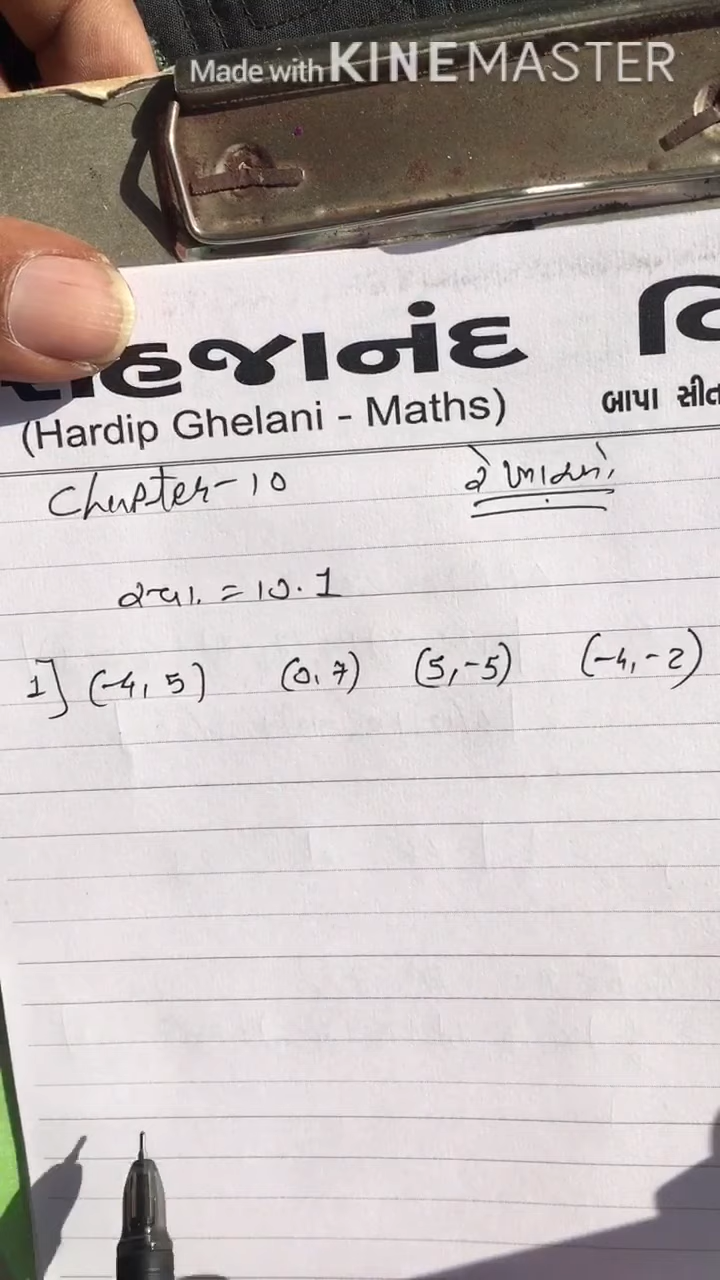 Made with KINEMASTER
હજાનંદ વિ
(Hardip Ghelani - Maths)
બાપા સીત
Chapter-10
સ્વા. = 10.1
1] (-4, 5) (0, 7) (5, -5) (-4, -2)